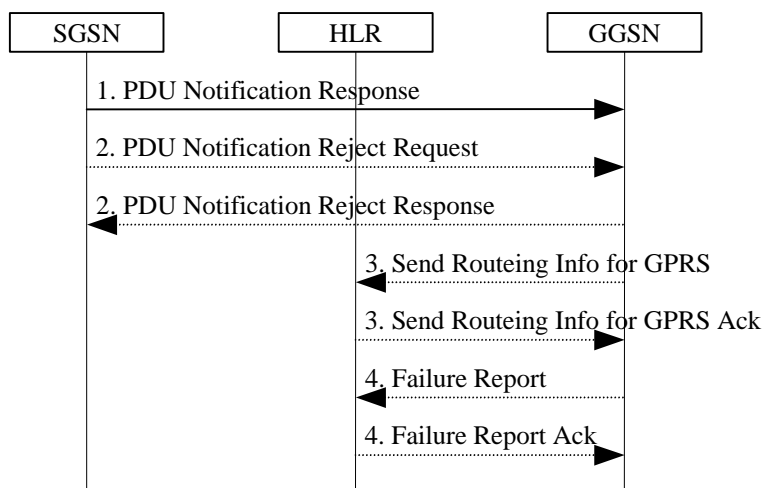 SGSN
HLR
GGSN
1. PDU Notification Response
2. PDU Notification Reject Request
2. PDU Notification Reject Response
3. Send Routeing Info for GPRS
3. Send Routeing Info for GPRS Ack
4. Failure Report
4. Failure Report Ack